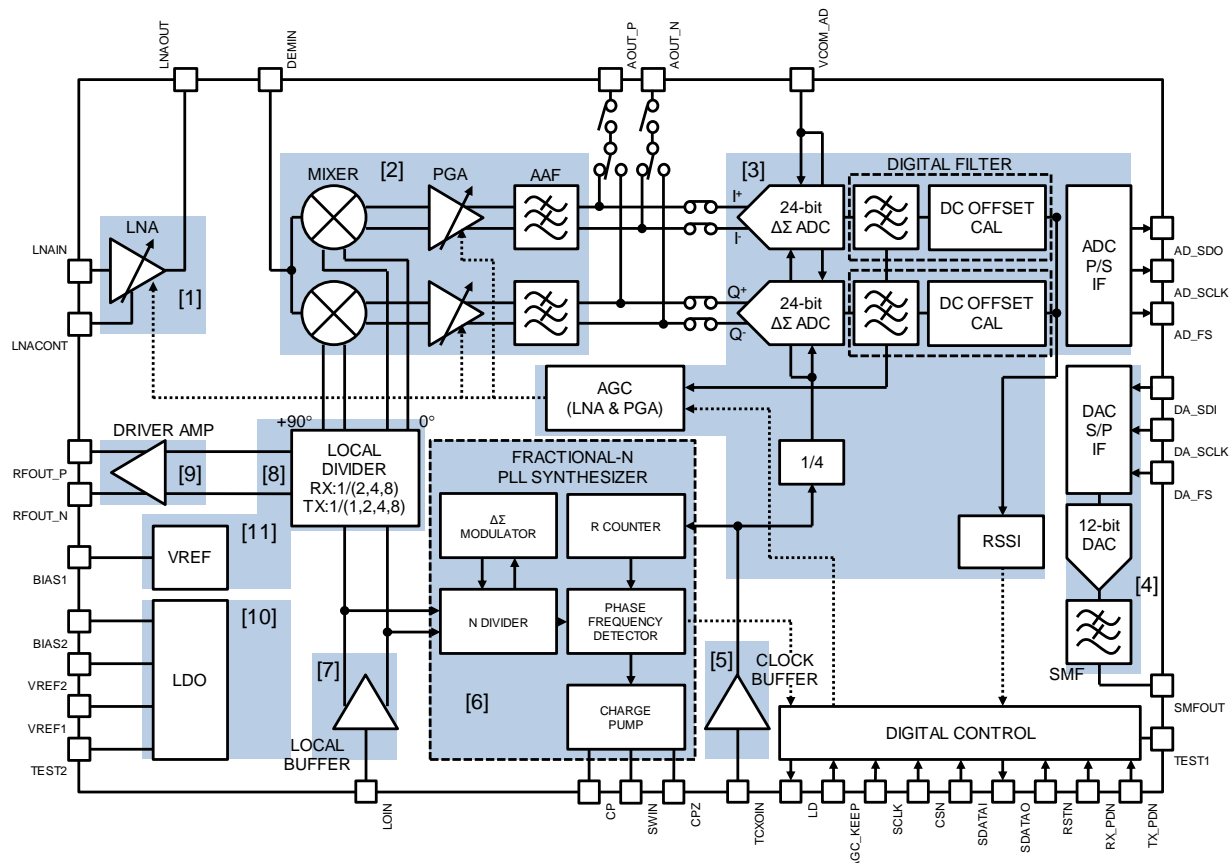 LNAOUT
DEMIN
AOUT_P
AOUT_N
VCOM_AD
MIXER
[2]
PGA
AAF
[3]
DIGITAL FILTER
LNA
LNAIN
[1]
LNACONT
I+
I-
24-bit
ΔΣ ADC
DC OFFSET
CAL
Q+
Q-
24-bit
ΔΣ ADC
DC OFFSET
CAL
ADC
P/S
IF
AD_SDO
AD_SCLK
AD_FS
AGC
(LNA & PGA)
DAC
S/P
IF
DA_SDI
DA_SCLK
DA_FS
+90°
0°
DRIVER AMP
[9]
[8]
RFOUT_P
RFOUT_N
LOCAL
DIVIDER
RX:1/(2,4,8)
TX:1/(1,2,4,8)
FRACTIONAL-N
PLL SYNTHESIZER
1/4
ΔΣ
MODULATOR
R COUNTER
RSSI
12-bit
DAC
[11]
VREF
BIAS1
N DIVIDER
PHASE
FREQUENCY
DETECTOR
[4]
SMF
[10]
LDO
BIAS2
VREF2
VREF1
TEST2
[7]
LOCAL
BUFFER
[6]
CHARGE
PUMP
[5]
CLOCK
BUFFER
DIGITAL CONTROL
SMFOUT
TEST1
LOIN
CP
SWIN
CPZ
TCXOIN
LD
AGC_KEEP
SCLK
CSN
SDATAI
SDATAO
RSTN
RX_PDN
TX_PDN